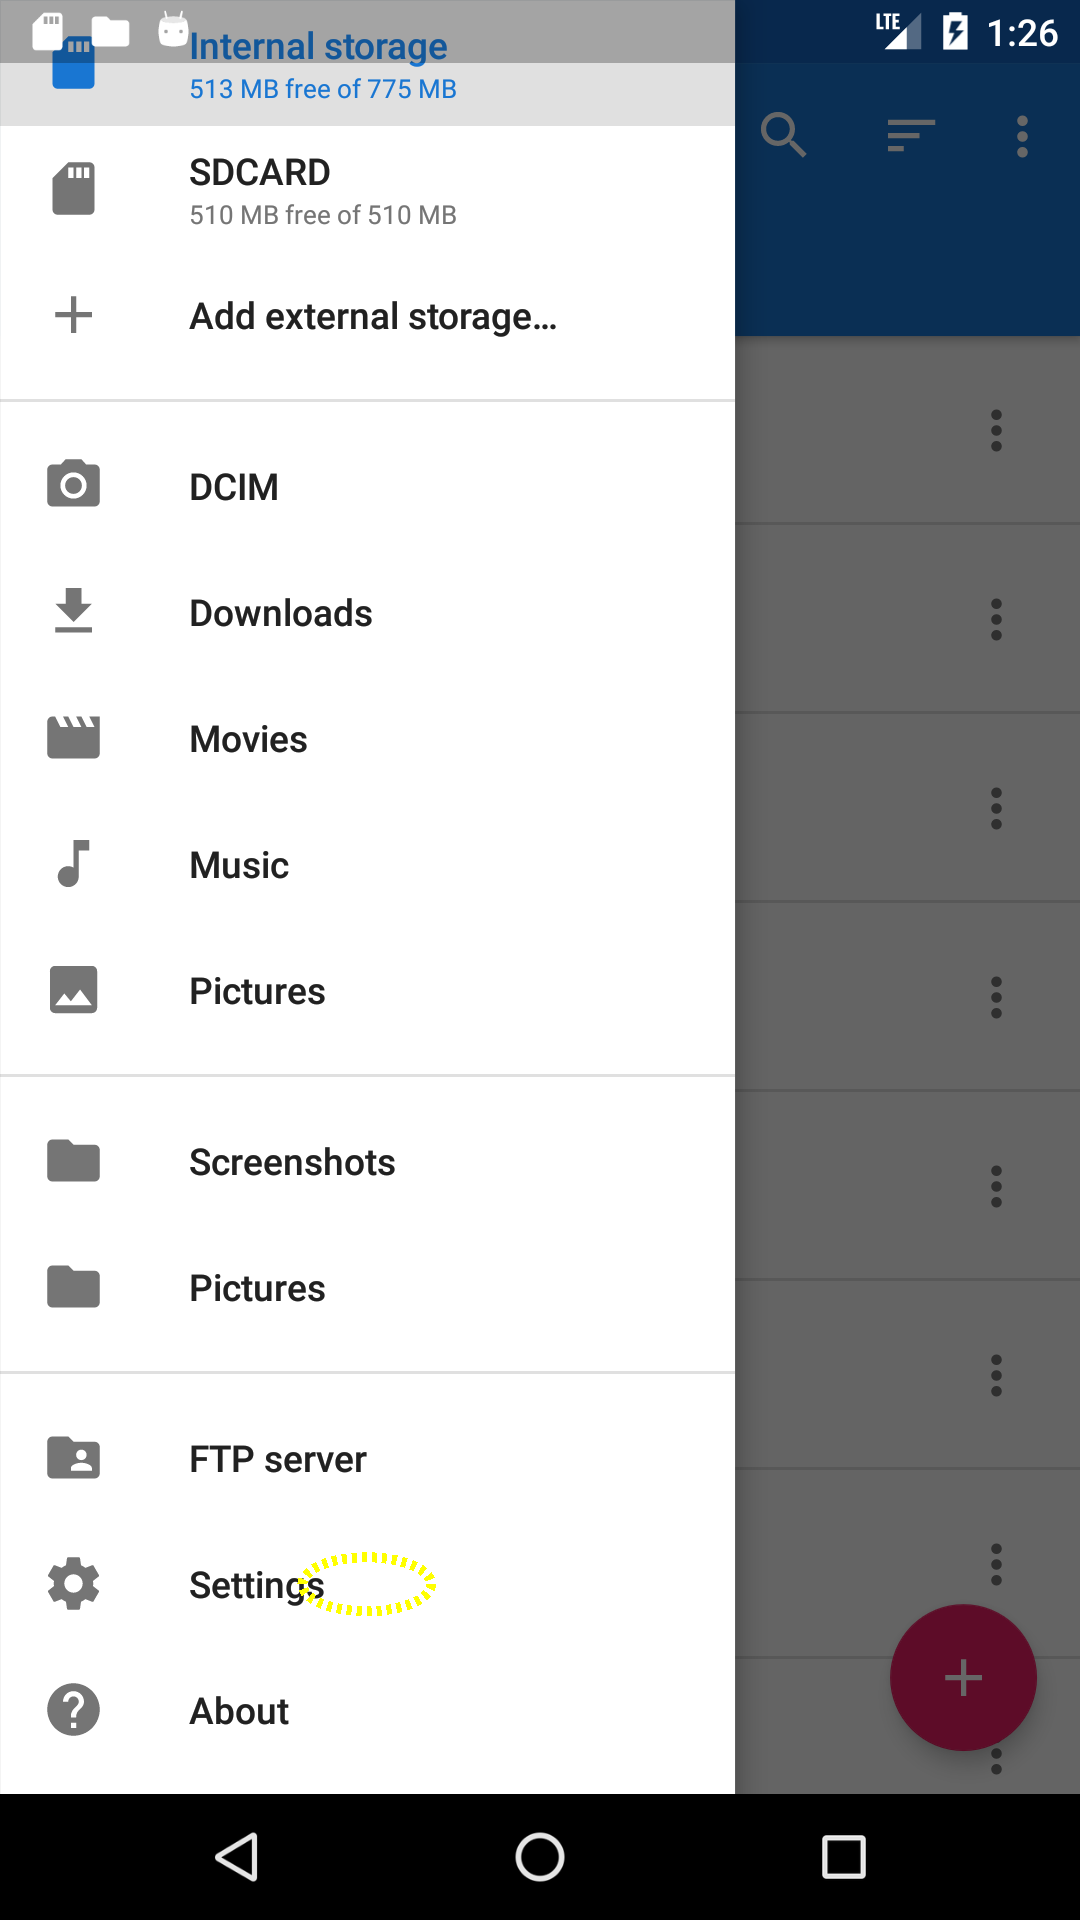 LTE 1:26
Internal storage
513 MB free of 775 MB
SDCARD
510 MB free of 510 MB
Add external storage...
DCIM
Downloads
Movies
Music
Pictures
Screenshots
Pictures
FTP server
Settings
About